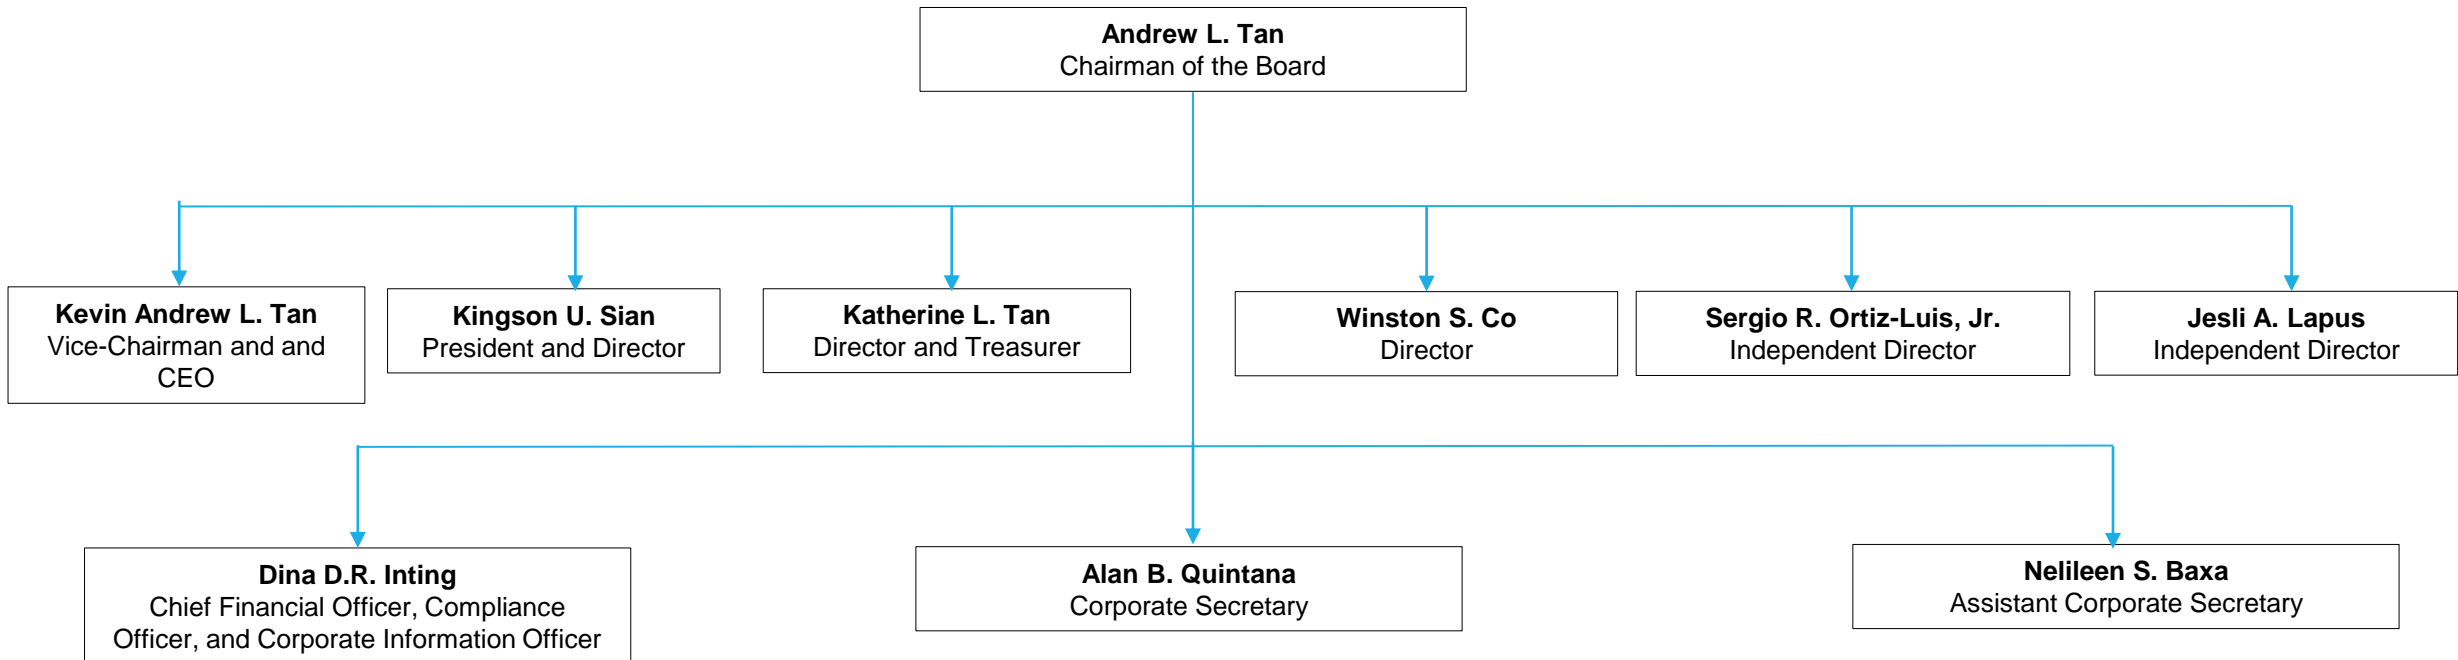 Andrew L. Tan
Chairman of the Board
Kevin Andrew L. Tan
Vice-Chairman and and
CEO
Kingson U. Sian
President and Director
Katherine L. Tan
Director and Treasurer
Winston S. Co
Director
Sergio R. Ortiz-Luis, Jr.
Independent Director
Jesli A. Lapus
Independent Director
Dina D.R. Inting
Chief Financial Officer, Compliance
Officer, and Corporate Information Officer
Alan B. Quintana
Corporate Secretary
Nelileen S. Baxa
Assistant Corporate Secretary